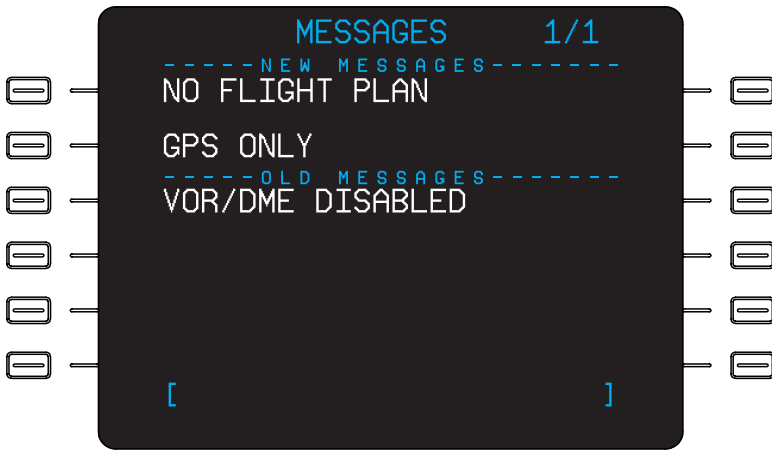 MESSAGES 1/1
-----NEW MESSAGES-------
NO FLIGHT PLAN
GPS ONLY
-----OLD MESSAGES-------
VOR/DME DISABLED
[ ]